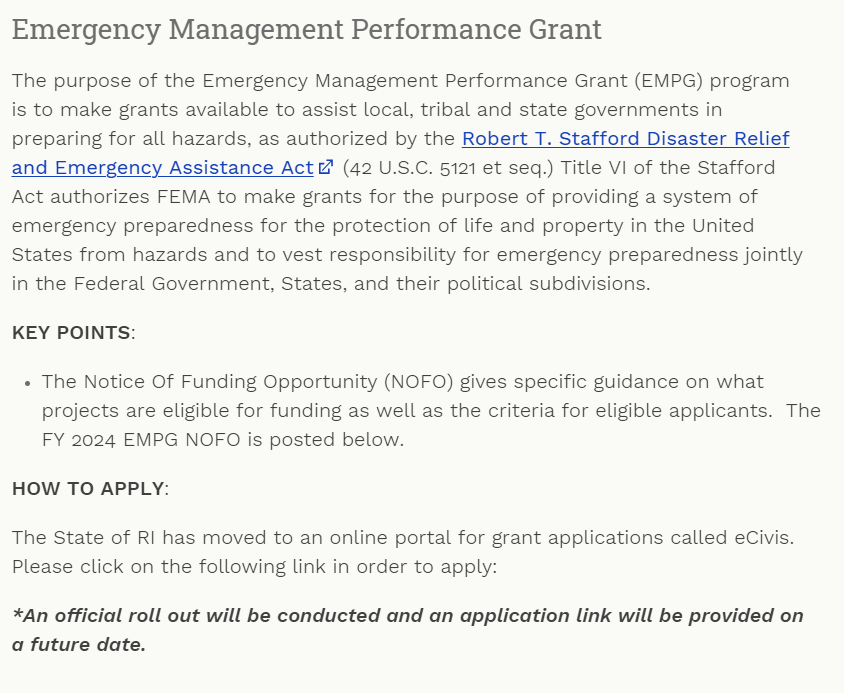 Emergency Management Performance Grant
The purpose of the Emergency Management Performance Grant (EMPG) program
is to make grants available to assist local, tribal and state governments in
preparing for all hazards, as authorized by the Robert T. Stafford Disaster Relief
and Emergency Assistance Act (42 U.S.C. 5121 et seq.) Title VI of the Stafford
Act authorizes FEMA to make grants for the purpose of providing a system of
emergency preparedness for the protection of life and property in the United
States from hazards and to vest responsibility for emergency preparedness jointly
in the Federal Government, States, and their political subdivisions.
KEY POINTS:
• The Notice Of Funding Opportunity (NOFO) gives specific guidance on what
projects are eligible for funding as well as the criteria for eligible applicants.  The
FY 2024 EMPG NOFO is posted below.
HOW TO APPLY:
The State of RI has moved to an online portal for grant applications called eCivis.
Please click on the following link in order to apply:
*An official roll out will be conducted and an application link will be provided on
a future date.